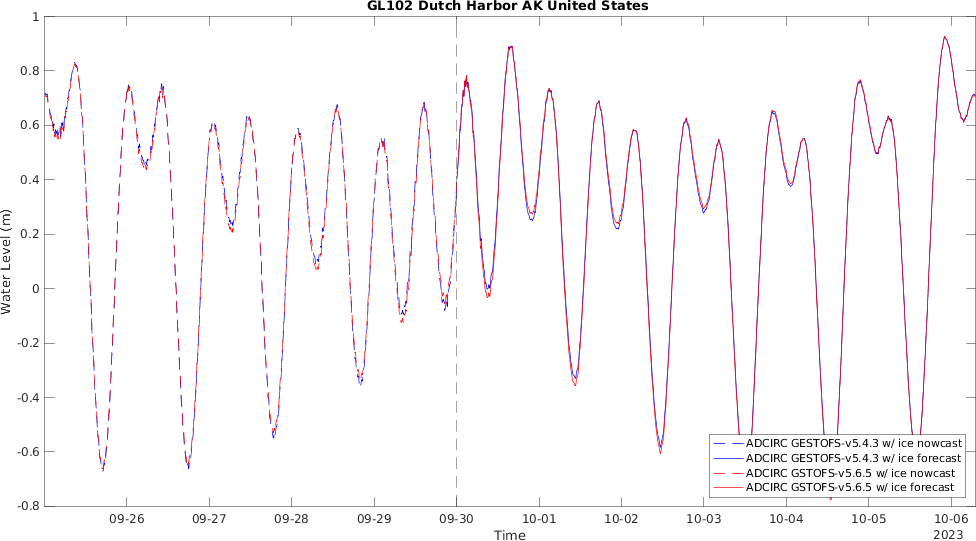 GL102 Dutch Harbor AK United States
1
0.8
0.6
0.4
0.2
0
-0.2
-0.4
-0.6
-0.8
Water Level (m)
ADCIRC GESTOFS-v5.4.3 w/ ice nowcast
ADCIRC GESTOFS-v5.4.3 w/ ice forecast
ADCIRC GSTOFS-v5.6.5 w/ ice nowcast
ADCIRC GSTOFS-v5.6.5 w/ ice forecast
09-26 09-27 09-28 09-29 09-30 10-01 10-02 10-03 10-04 10-05 10-06
Time
2023